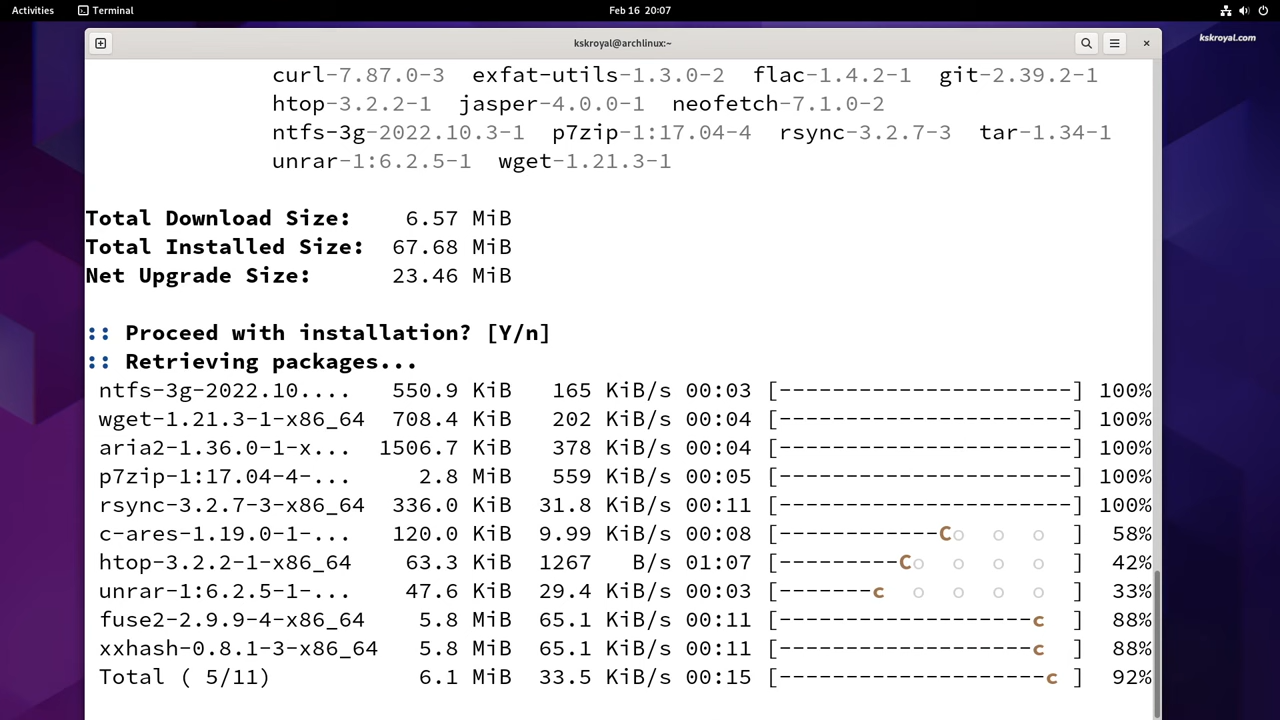 Activities Terminal Feb 16 20:07
kskroyal.com
kskroyal@archlinux:~
curl-7.87.0-3 exfat-utils-1.3.0-2 flac-1.4.2-1 git-2.39.2-1
htop-3.2.2-1 jasper-4.0.0-1 neofetch-7.1.0-2
ntfs-3g-2022.10.3-1 p7zip-1:17.04-4 rsync-3.2.7-3 tar-1.34-1
unrar-1:6.2.5-1 wget-1.21.3-1
Total Download Size: 6.57 MiB
Total Installed Size: 67.68 MiB
Net Upgrade Size: 23.46 MiB
:: Proceed with installation? [Y/n]
:: Retrieving packages...
ntfs-3g-2022.10.... 550.9 KiB 165 KiB/s 00:03 [----------------------] 100%
wget-1.21.3-1-x86_64 708.4 KiB 202 KiB/s 00:04 [----------------------] 100%
aria2-1.36.0-1-x... 1506.7 KiB 378 KiB/s 00:04 [----------------------] 100%
p7zip-1:17.04-4-... 2.8 MiB 559 KiB/s 00:05 [----------------------] 100%
rsync-3.2.7-3-x86_64 336.0 KiB 31.8 KiB/s 00:11 [----------------------] 100%
c-ares-1.19.0-1-... 120.0 KiB 9.99 KiB/s 00:08 [------------Co  o  o  ] 58%
htop-3.2.2-1-x86_64 63.3 KiB 1267 B/s 01:07 [---------Co  o  o  o  ] 42%
unrar-1:6.2.5-1-... 47.6 KiB 29.4 KiB/s 00:03 [-------c  o  o  o  o  ] 33%
fuse2-2.9.9-4-x86_64 5.8 MiB 65.1 KiB/s 00:11 [-------------------c  ] 88%
xxhash-0.8.1-3-x86_64 5.8 MiB 65.1 KiB/s 00:11 [-------------------c  ] 88%
Total ( 5/11) 6.1 MiB 33.5 KiB/s 00:15 [--------------------c ] 92%